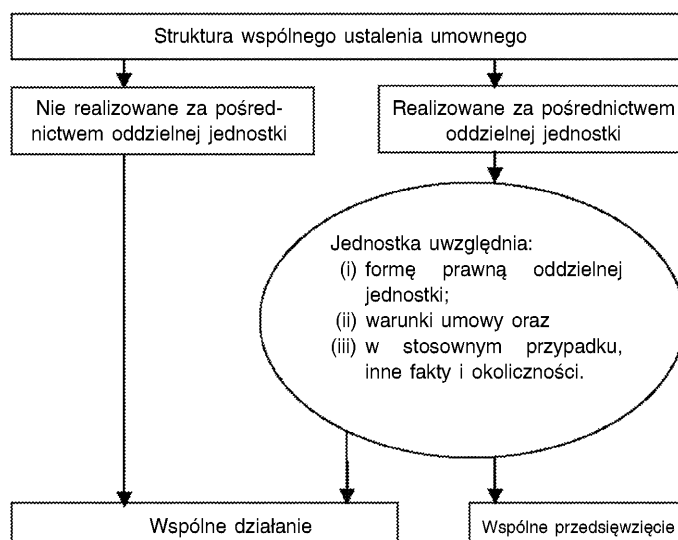 Struktura wspólnego ustalenia umownego
Nie realizowane za pośred-
nictwem oddzielnej jednostki
Realizowane za pośrednictwem
oddzielnej jednostki
Jednostka uwzględnia:
(i) formę prawną oddzielnej
jednostki;
(ii) warunki umowy oraz
(iii) w stosownym przypadku,
inne fakty i okoliczności.
Wspólne działanie
Wspólne przedsięwzięcie